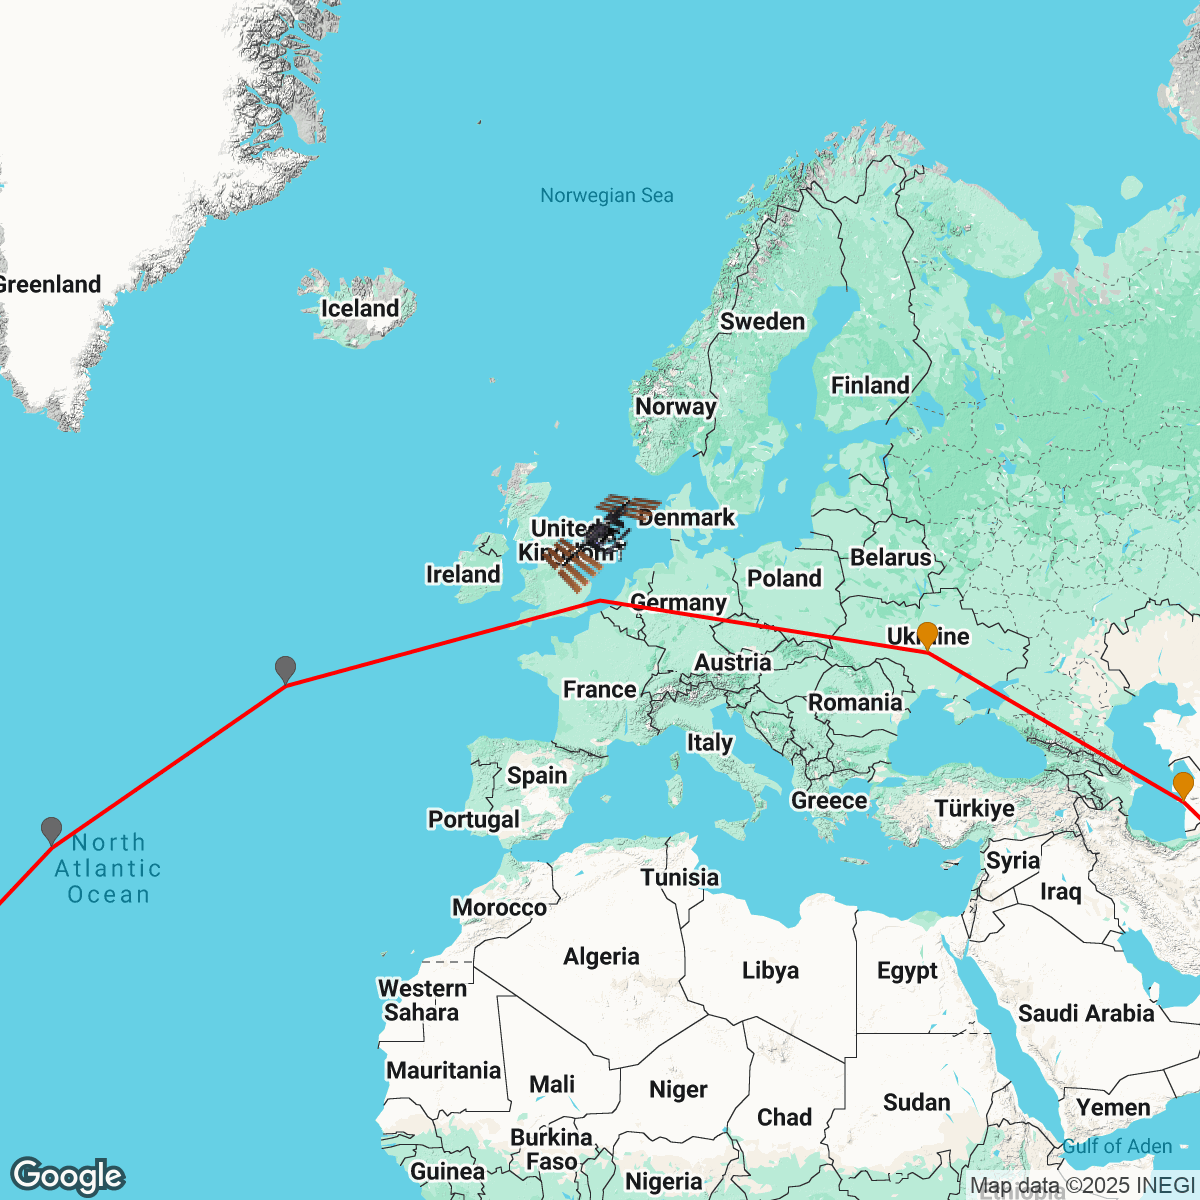 Norwegian Sea
Greenland
Iceland
Sweden
Finland
Norway
United
Kingdom
Denmark
Ireland
Belarus
Poland
Germany
Ukraine
Austria
France
Romania
Italy
Spain
Greece
Türkiye
Portugal
North
Atlantic
Ocean
Syria
Tunisia
Iraq
Morocco
Algeria
Libya
Egypt
Western
Sahara
Saudi Arabia
Mauritania
Mali
Niger
Sudan
Chad
Yemen
Burkina
Faso
Gulf of Aden
Guinea
Nigeria
Ethiopia
Google
Map data ©2025 INEGI